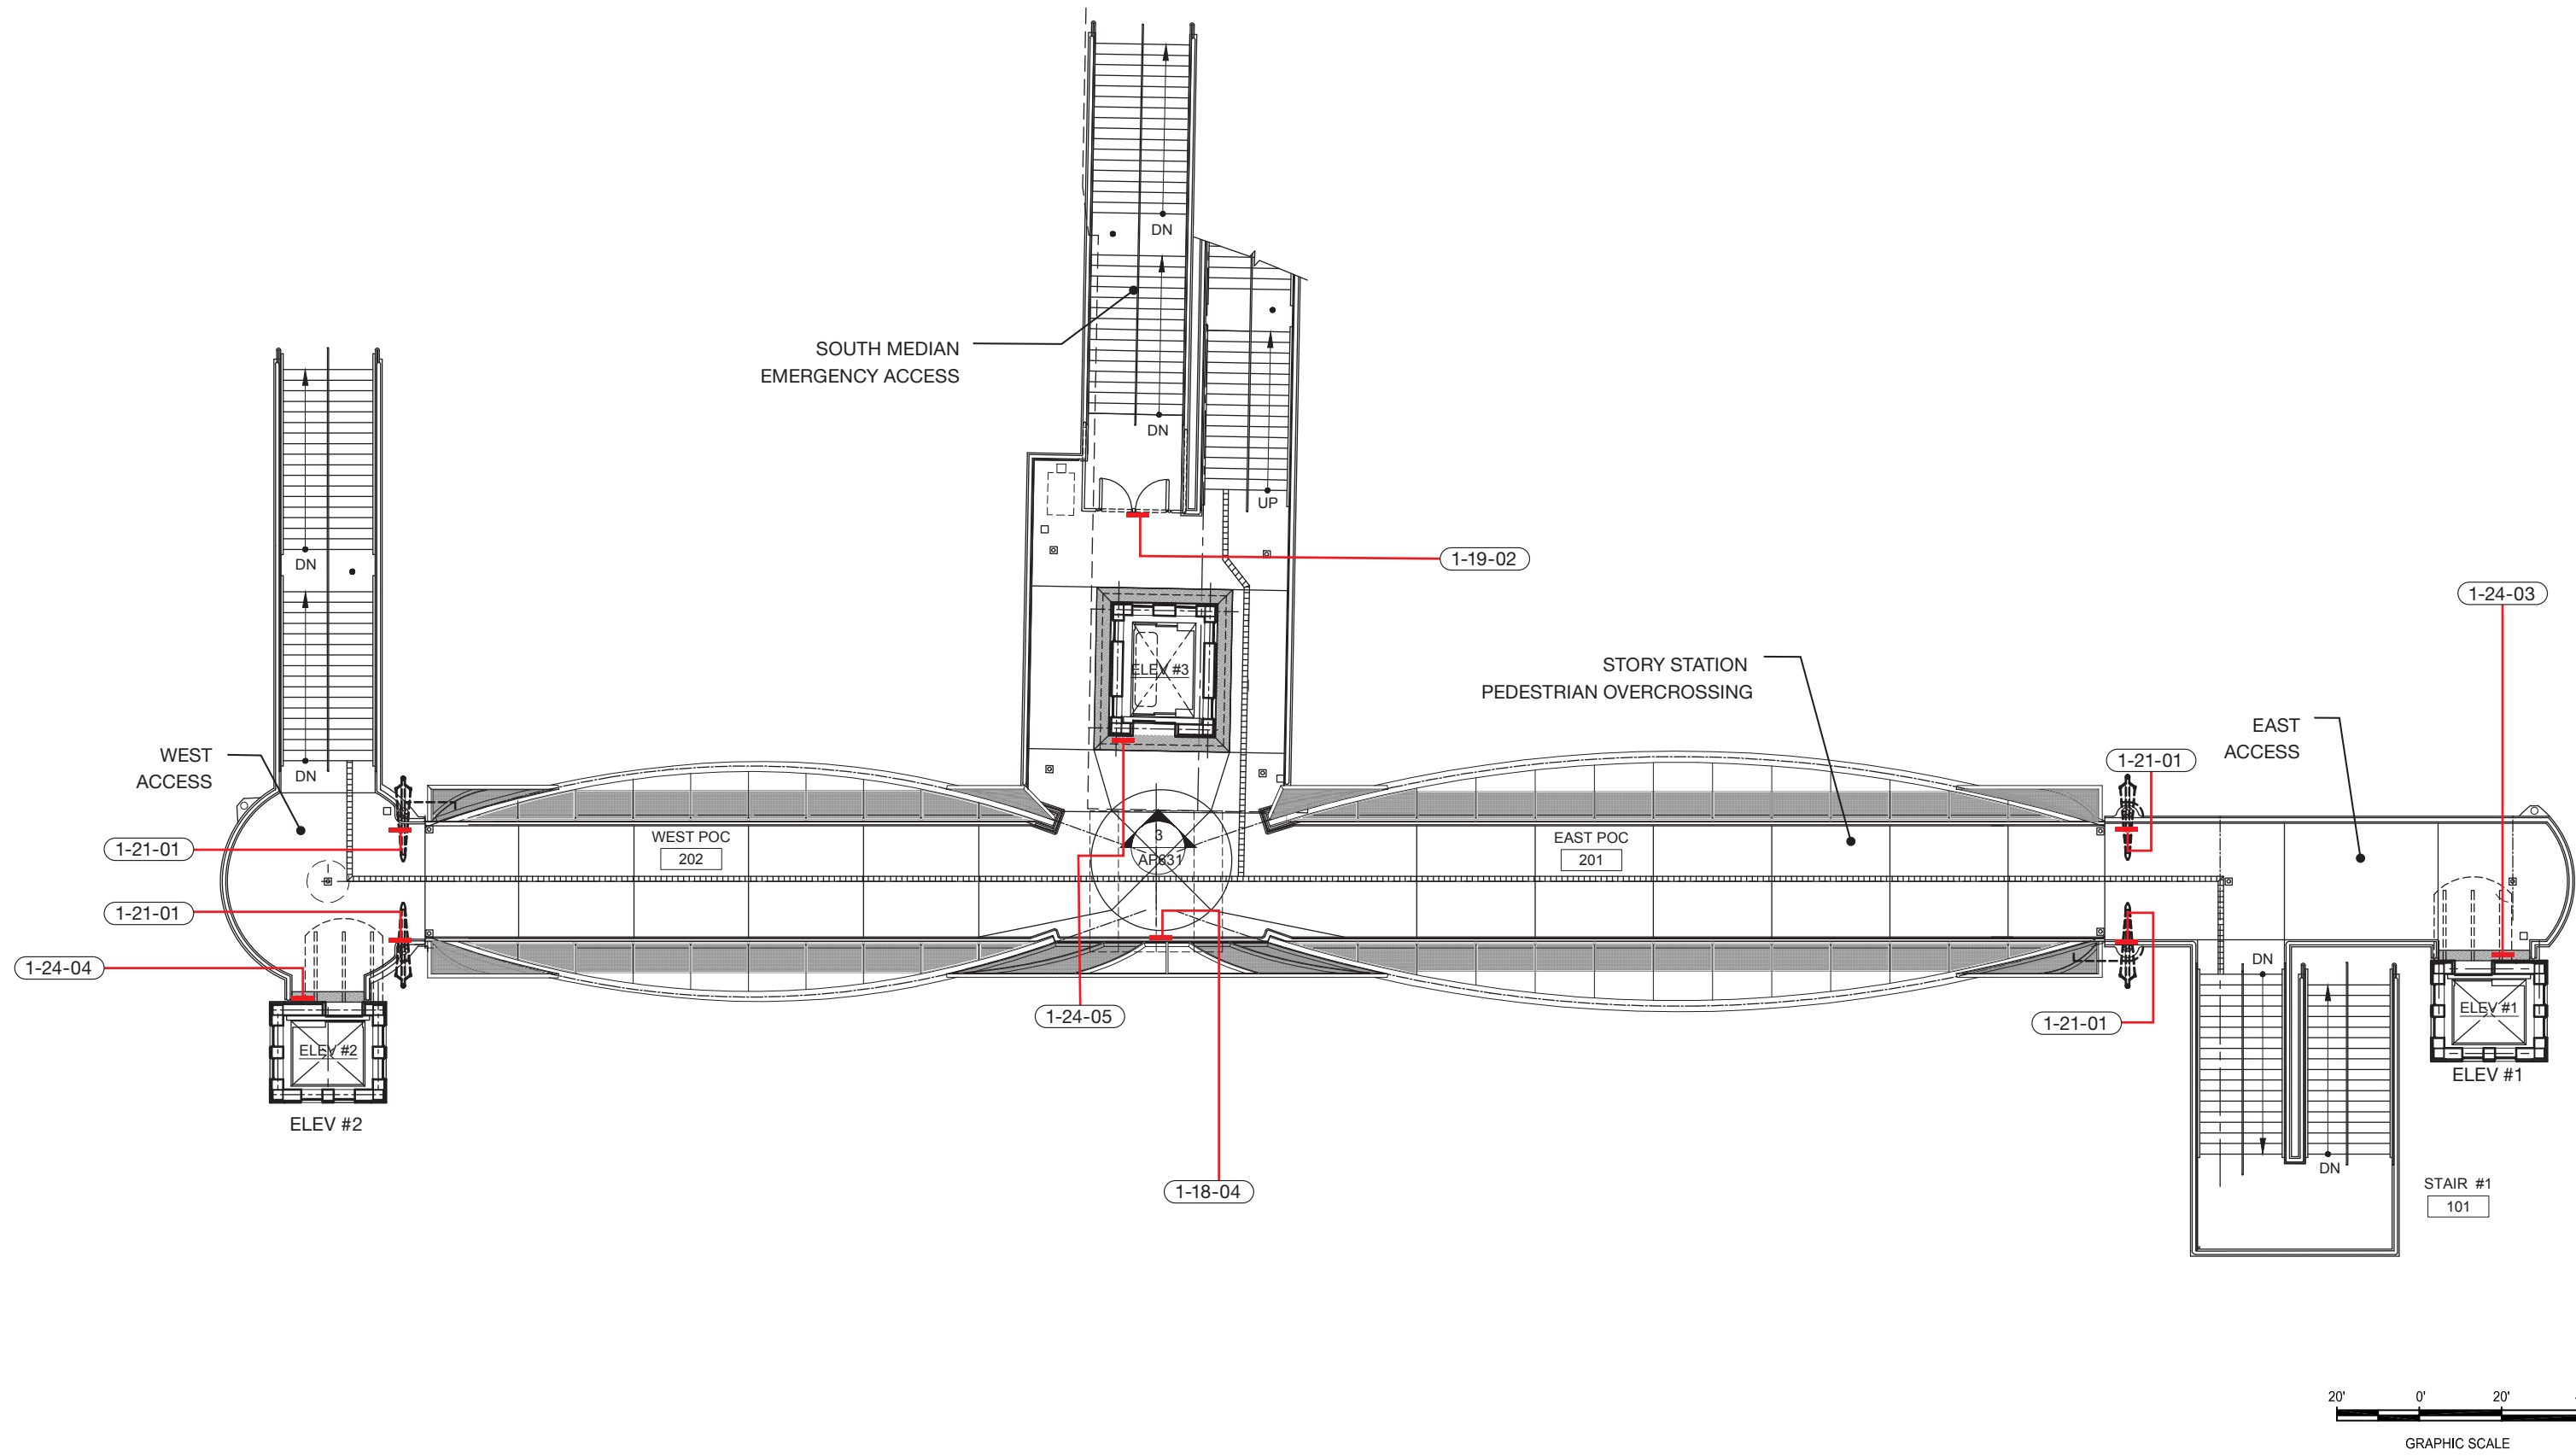 DN
SOUTH MEDIAN
EMERGENCY ACCESS
DN
UP
DN
1-19-02
1-24-03
ELEV #3
STORY STATION
PEDESTRIAN OVERCROSSING
EAST
ACCESS
WEST
ACCESS
DN
1-21-01
1-21-01
WEST POC
202
3
AP631
EAST POC
201
1-21-01
1-24-04
DN
1-24-05
1-21-01
ELEV #1
ELEV #2
ELEV #1
ELEV #2
DN
1-18-04
STAIR #1
101
20'
0'
20'
GRAPHIC SCALE